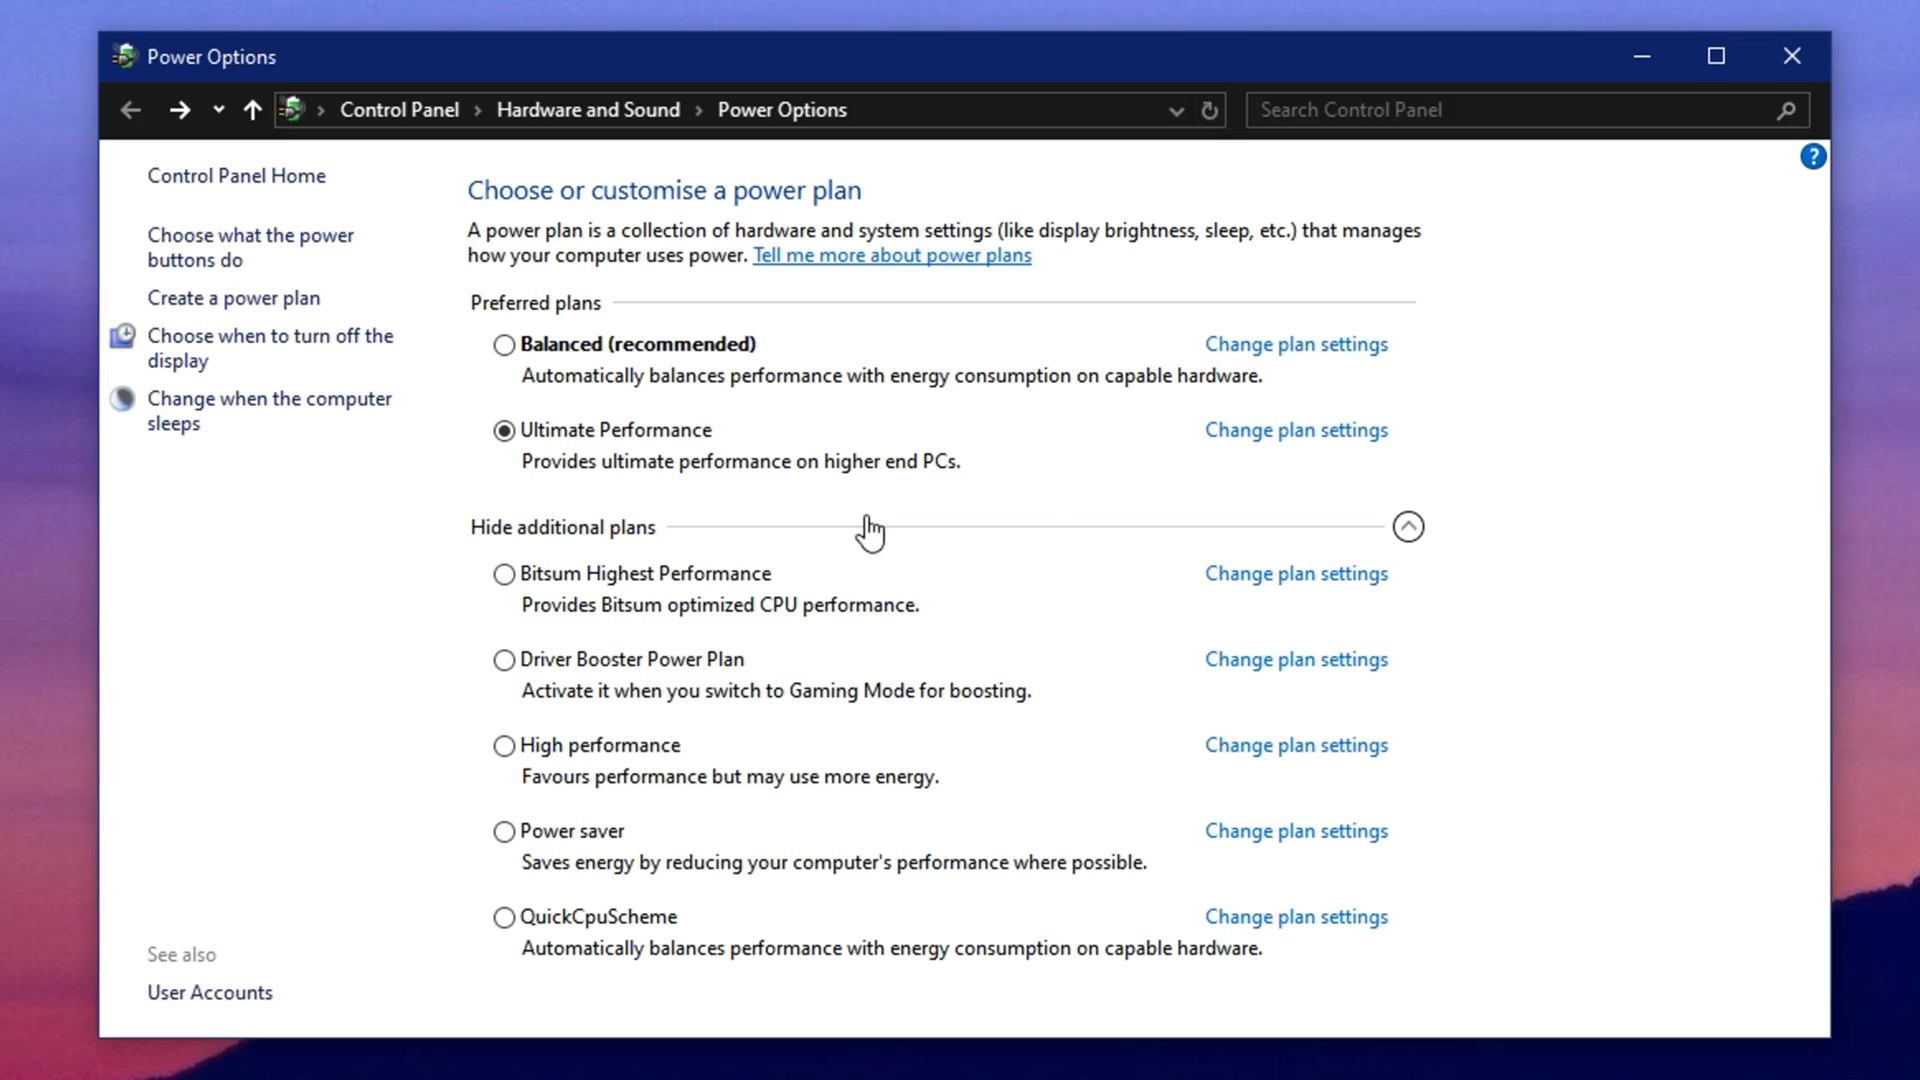 Power Options
Control Panel Hardware and Sound Power Options
Search Control Panel
?
Control Panel Home
Choose what the power
buttons do
Create a power plan
Choose when to turn off the
display
Change when the computer
sleeps
See also
User Accounts
Choose or customise a power plan
A power plan is a collection of hardware and system settings (like display brightness, sleep, etc.) that manages
how your computer uses power. Tell me more about power plans
Preferred plans
Balanced (recommended) Change plan settings
Automatically balances performance with energy consumption on capable hardware.
Ultimate Performance Change plan settings
Provides ultimate performance on higher end PCs.
Hide additional plans
Bitsum Highest Performance Change plan settings
Provides Bitsum optimized CPU performance.
Driver Booster Power Plan Change plan settings
Activate it when you switch to Gaming Mode for boosting.
High performance Change plan settings
Favours performance but may use more energy.
Power saver Change plan settings
Saves energy by reducing your computer's performance where possible.
QuickCpuScheme Change plan settings
Automatically balances performance with energy consumption on capable hardware.